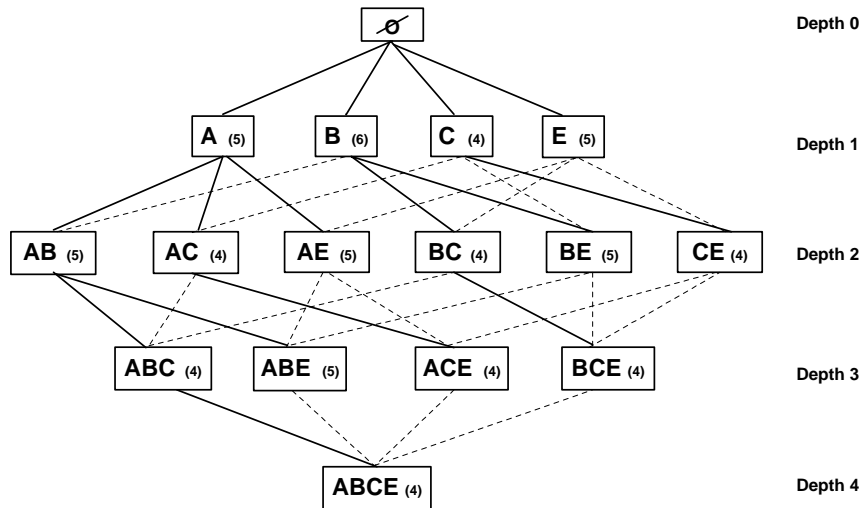 Ø Depth 0
A (5) B (6) C (4) E (5) Depth 1
AB (5) AC (4) AE (5) BC (4) BE (5) CE (4) Depth 2
ABC (4) ABE (5) ACE (4) BCE (4) Depth 3
ABCE (4) Depth 4